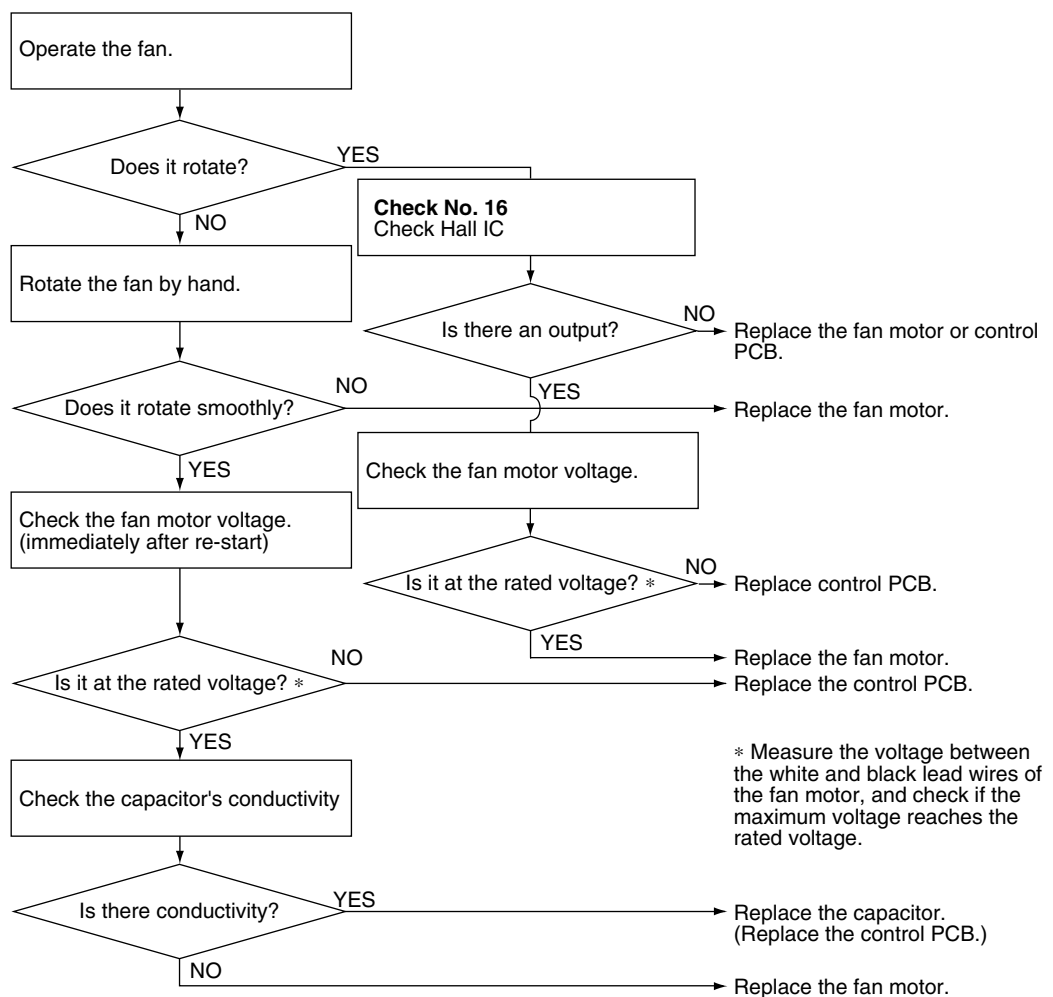 Operate the fan.
Does it rotate?
YES
NO
Check No. 16
Check Hall IC
Rotate the fan by hand.
Is there an output?
NO
Replace the fan motor or control
PCB.
YES
Does it rotate smoothly?
NO
Replace the fan motor.
YES
Check the fan motor voltage.
Check the fan motor voltage.
(immediately after re-start)
Is it at the rated voltage? *
NO
Replace control PCB.
YES
Replace the fan motor.
Is it at the rated voltage? *
NO
Replace the control PCB.
YES
* Measure the voltage between
the white and black lead wires of
the fan motor, and check if the
maximum voltage reaches the
rated voltage.
Check the capacitor's conductivity
Is there conductivity?
YES
Replace the capacitor.
(Replace the control PCB.)
NO
Replace the fan motor.